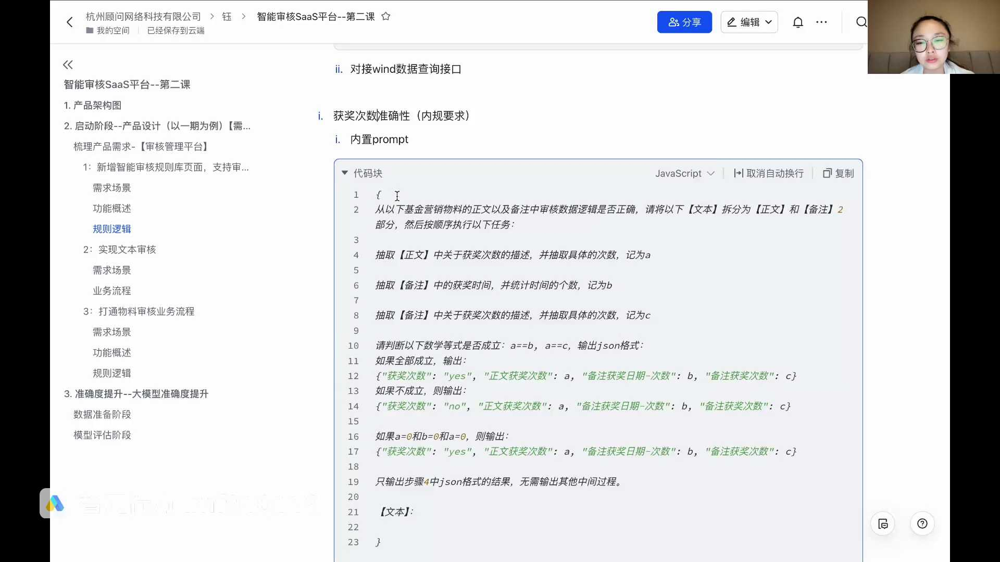 杭州顾问网络科技有限公司 > 钰 > 智能审核SaaS平台--第二课
我的空间 | 已经保存到云端
分享
编辑
智能审核SaaS平台--第二课
1. 产品架构图
2. 启动阶段--产品设计（以一期为例）【需...
梳理产品需求-【审核管理平台】
1：新增智能审核规则库页面，支持审...
需求场景
功能概述
规则逻辑
2：实现文本审核
需求场景
业务流程
3：打通物料审核业务流程
需求场景
功能概述
规则逻辑
3. 准确度提升--大模型准确度提升
数据准备阶段
模型评估阶段
ii. 对接wind数据查询接口
i. 获奖次数准确性（内规要求）
i. 内置prompt
代码块
JavaScript
取消自动换行
复制
1 {
2 从以下基金营销物料的正文以及备注中审核数据逻辑是否正确，请将以下【文本】拆分为【正文】和【备注】2
部分，然后按顺序执行以下任务：
3
4 抽取【正文】中关于获奖次数的描述，并抽取具体的次数，记为a
5
6 抽取【备注】中的获奖时间，并统计时间的个数，记为b
7
8 抽取【备注】中关于获奖次数的描述，并抽取具体的次数，记为c
9
10 请判断以下数学等式是否成立：a==b, a==c，输出json格式：
11 如果全部成立，输出：
12 {"获奖次数": "yes", "正文获奖次数": a, "备注获奖日期-次数": b, "备注获奖次数": c}
13 如果不成立，则输出：
14 {"获奖次数": "no", "正文获奖次数": a, "备注获奖日期-次数": b, "备注获奖次数": c}
15
16 如果a=0和b=0和a=0，则输出：
17 {"获奖次数": "yes", "正文获奖次数": a, "备注获奖日期-次数": b, "备注获奖次数": c}
18
19 只输出步骤4中json格式的结果，无需输出其他中间过程。
20
21 【文本】：
22
23 }